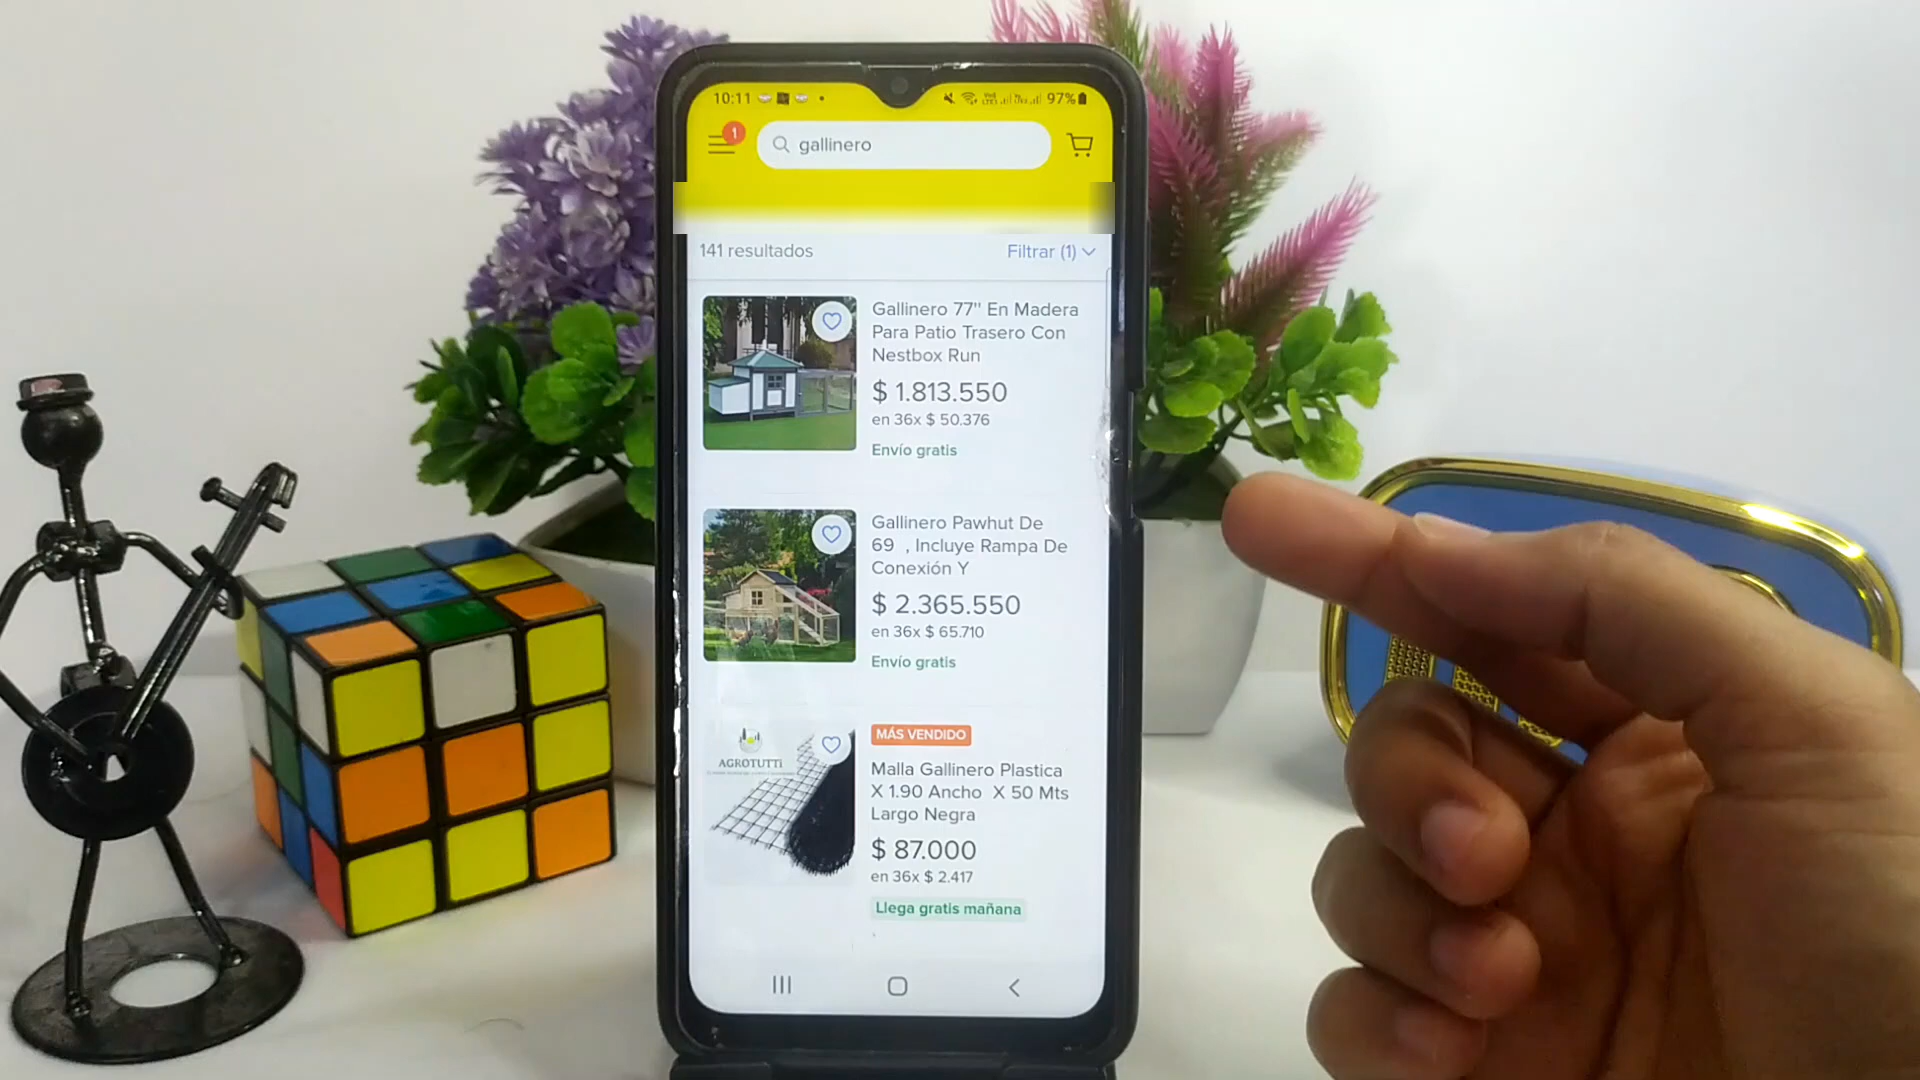 10:11
97%
1
gallinero
141 resultados
Filtrar (1)
Gallinero 77" En Madera
Para Patio Trasero Con
Nestbox Run
$ 1.813.550
en 36x $ 50.376
Envío gratis
Gallinero Pawhut De
69 , Incluye Rampa De
Conexión Y
$ 2.365.550
en 36x $ 65.710
Envío gratis
AGROTUTTi
MÁS VENDIDO
Malla Gallinero Plastica
X 1.90 Ancho X 50 Mts
Largo Negra
$ 87.000
en 36x $ 2.417
Llega gratis mañana